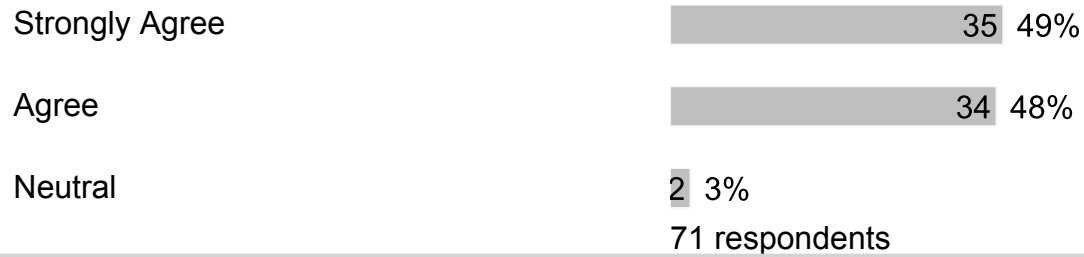 Strongly Agree 35 49%
Agree 34 48%
Neutral 2 3%
71 respondents